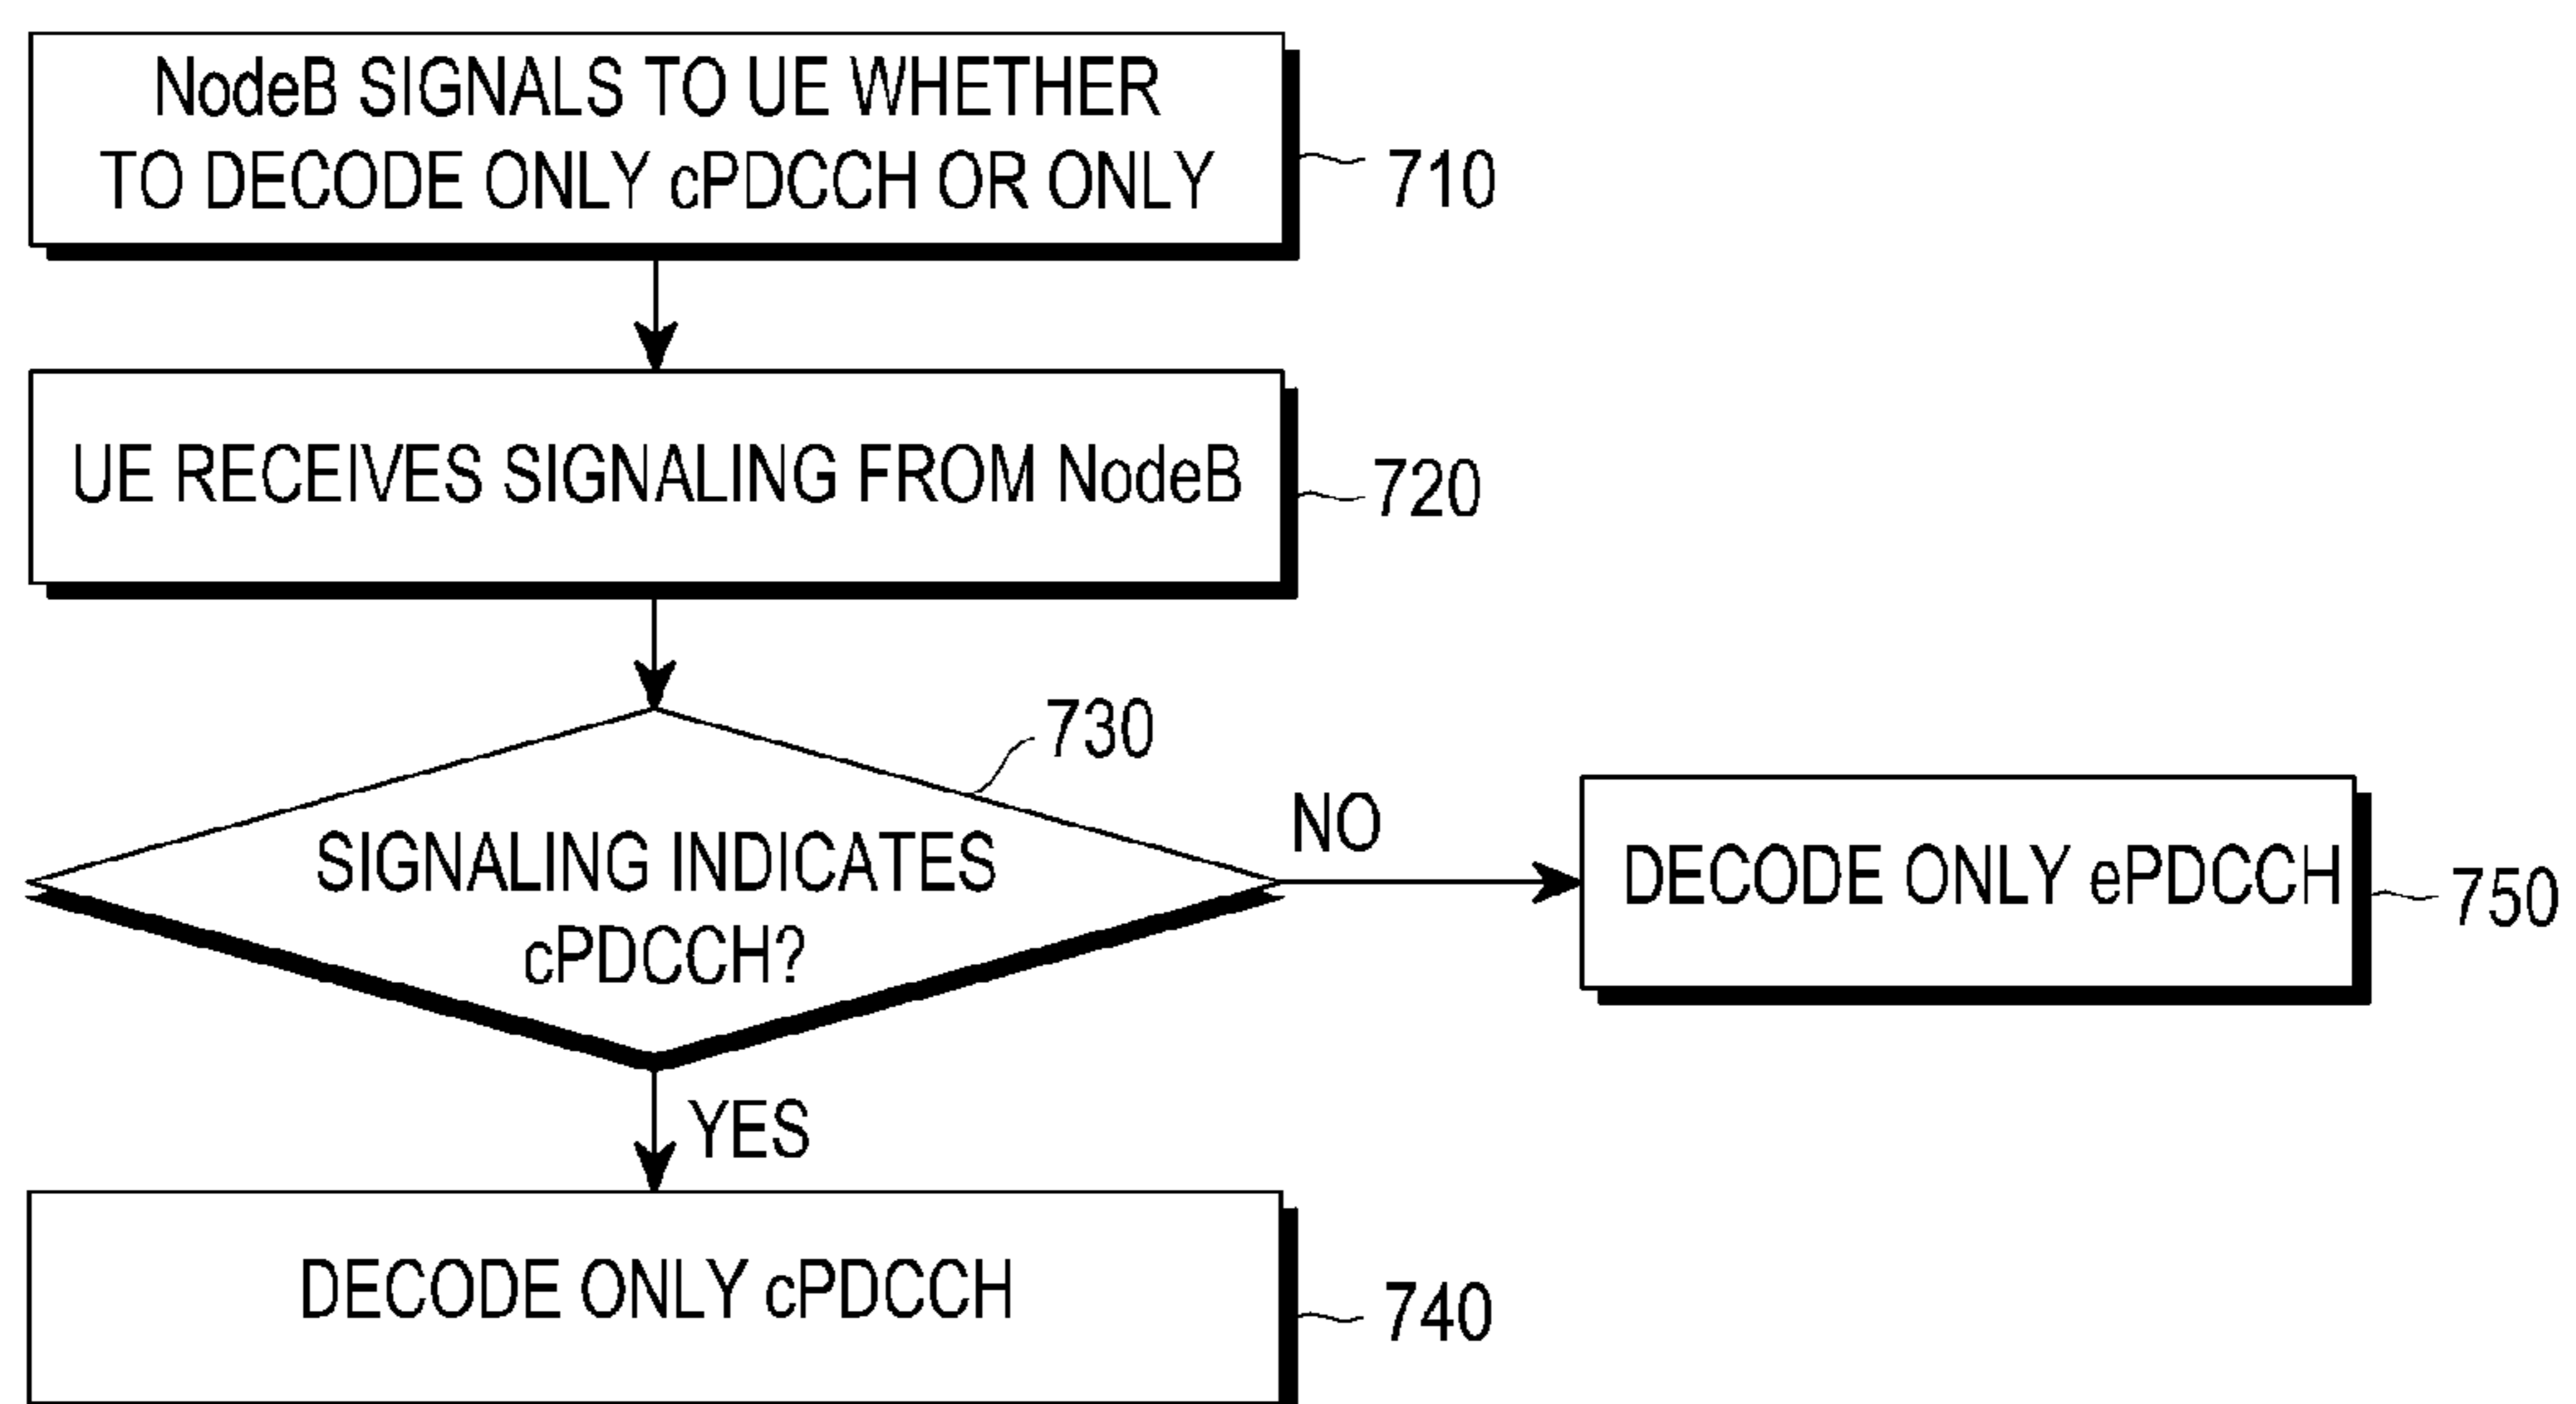 NodeB SIGNALS TO UE WHETHER
TO DECODE ONLY cPDCCH OR ONLY
710
UE RECEIVES SIGNALING FROM NodeB
720
730
SIGNALING INDICATES
cPDCCH?
NO
DECODE ONLY ePDCCH
750
YES
DECODE ONLY cPDCCH
740